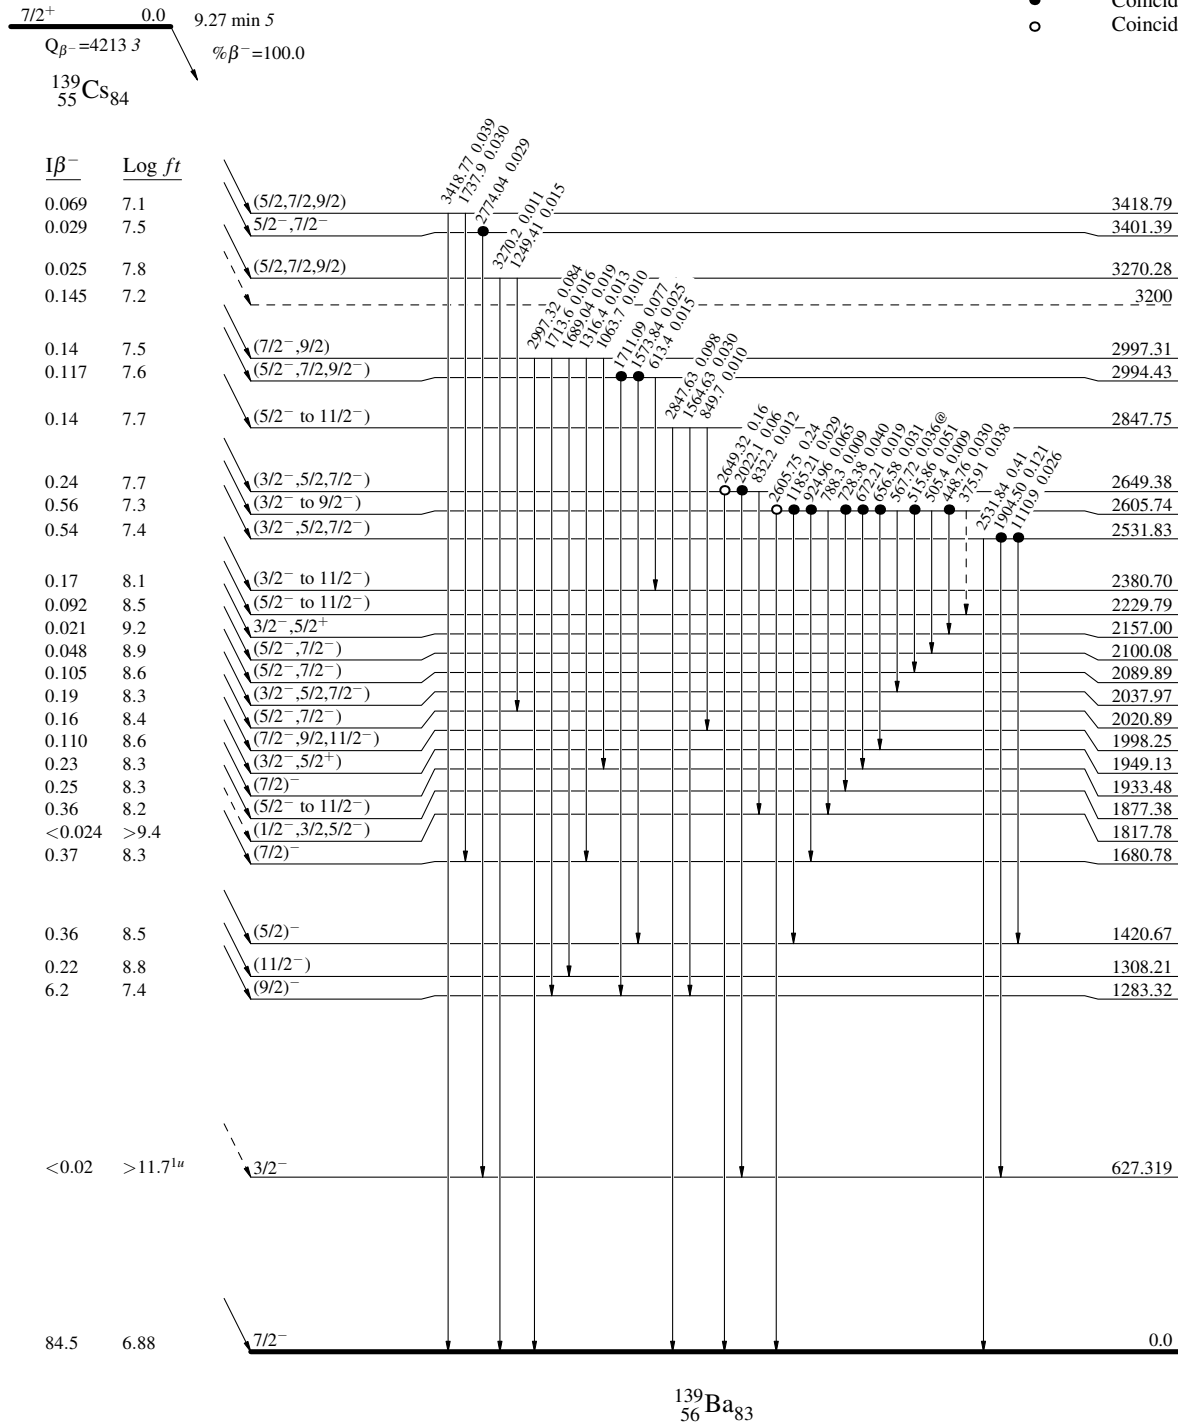 7/2+ 0.0 9.27 min 5
Qβ−=4213 3
%β−=100.0
139 55 Cs 84
Coincid
Coincid
Iβ− Log ft
3418.77 0.039
1737.9 0.030
2774.04 0.029
3270.2 0.011
1249.41 0.015
2997.32 0.084
1713.6 0.016
1689.04 0.019
1316.4 0.013
1063.7 0.010
1711.09 0.077
1573.84 0.025
613.4 0.015
2847.63 0.098
1564.63 0.030
849.7 0.010
2649.32 0.16
2022.1 0.06
832.2 0.012
2605.75 0.24
1185.21 0.029
924.96 0.065
788.3 0.009
728.38 0.040
672.21 0.019
656.58 0.031
567.72 0.036@
515.86 0.051
505.4 0.009
448.76 0.030
375.91 0.038
2531.84 0.41
1904.50 0.121
1110.9 0.026
0.069 7.1 (5/2,7/2,9/2) 3418.79
0.029 7.5 5/2−,7/2− 3401.39
0.025 7.8 (5/2,7/2,9/2) 3270.28
0.145 7.2 3200
0.14 7.5 (7/2−,9/2) 2997.31
0.117 7.6 (5/2−,7/2,9/2−) 2994.43
0.14 7.7 (5/2− to 11/2−) 2847.75
0.24 7.7 (3/2−,5/2,7/2−) 2649.38
0.56 7.3 (3/2− to 9/2−) 2605.74
0.54 7.4 (3/2−,5/2,7/2−) 2531.83
0.17 8.1 (3/2− to 11/2−) 2380.70
0.092 8.5 (5/2− to 11/2−) 2229.79
0.021 9.2 3/2−,5/2+ 2157.00
0.048 8.9 (5/2−,7/2−) 2100.08
0.105 8.6 (5/2−,7/2−) 2089.89
0.19 8.3 (3/2−,5/2,7/2−) 2037.97
0.16 8.4 (5/2−,7/2−) 2020.89
0.110 8.6 (7/2−,9/2,11/2−) 1998.25
0.23 8.3 (3/2−,5/2+) 1949.13
0.25 8.3 (7/2)− 1933.48
0.36 8.2 (5/2− to 11/2−) 1877.38
<0.024 >9.4 (1/2−,3/2,5/2−) 1817.78
0.37 8.3 (7/2)− 1680.78
0.36 8.5 (5/2)− 1420.67
0.22 8.8 (11/2−) 1308.21
6.2 7.4 (9/2)− 1283.32
<0.02 >11.71u 3/2− 627.319
84.5 6.88 7/2− 0.0
139 56 Ba 83